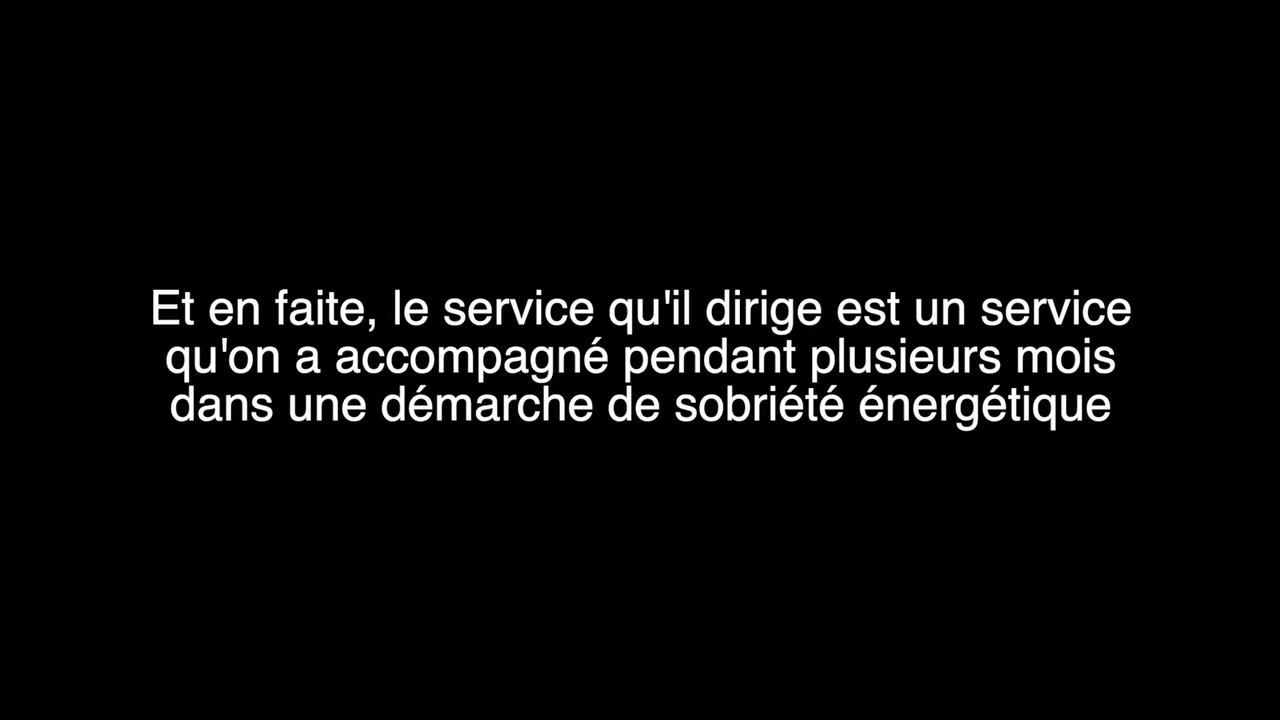 Et en faite, le service qu'il dirige est un service
qu'on a accompagné pendant plusieurs mois
dans une démarche de sobriété énergétique